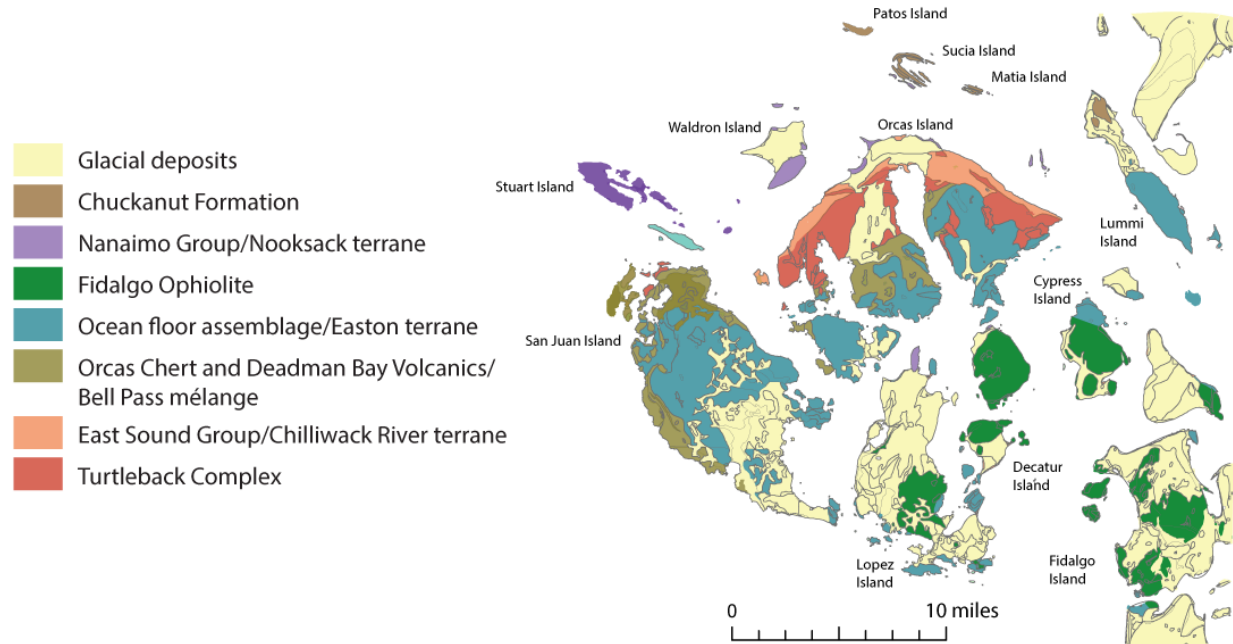 Glacial deposits
Chuckanut Formation
Nanaimo Group/Nooksack terrane
Fidalgo Ophiolite
Ocean floor assemblage/Easton terrane
Orcas Chert and Deadman Bay Volcanics/
Bell Pass mélange
East Sound Group/Chilliwack River terrane
Turtleback Complex
Patos Island
Sucia Island
Matia Island
Waldron Island
Orcas Island
Stuart Island
Lummi
Island
Cypress
Island
San Juan Island
Decatur
Island
Lopez
Island
Fidalgo
Island
0
10 miles